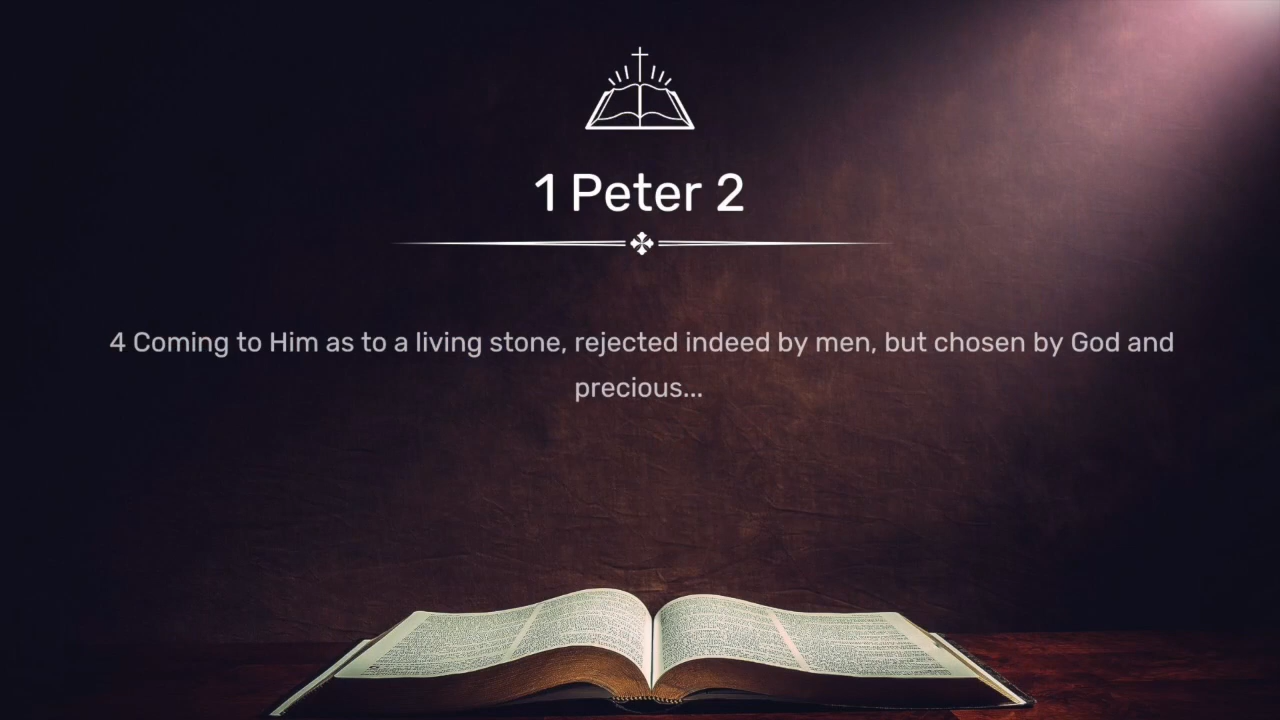 1 Peter 2
4 Coming to Him as to a living stone, rejected indeed by men, but chosen by God and
precious...